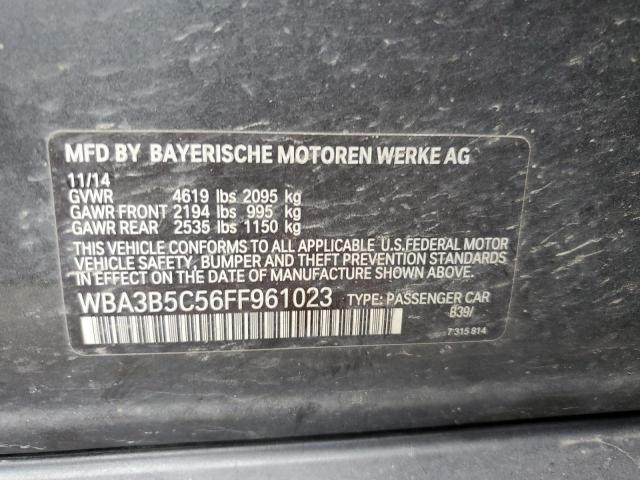 MFD BY BAYERISCHE MOTOREN WERKE AG
11/14
GVWR 4619 lbs 2095 kg
GAWR FRONT 2194 lbs 995 kg
GAWR REAR 2535 lbs 1150 kg
THIS VEHICLE CONFORMS TO ALL APPLICABLE U.S.FEDERAL MOTOR
VEHICLE SAFETY, BUMPER AND THEFT PREVENTION STANDARDS
IN EFFECT ON THE DATE OF MANUFACTURE SHOWN ABOVE.
WBA3B5C56FF961023 TYPE: PASSENGER CAR
B39/
7 315 814